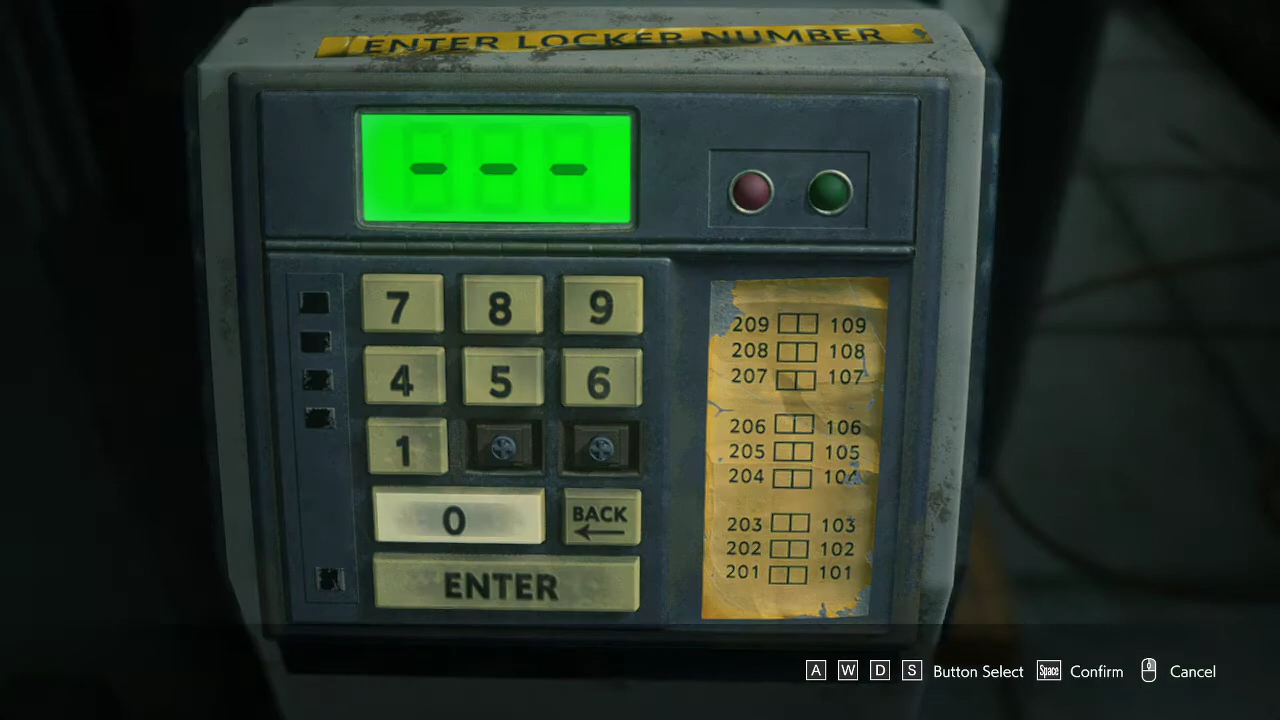 ENTER LOCKER NUMBER
- - -
7 8 9
4 5 6
1
0 BACK
ENTER
209 109
208 108
207 107
206 106
205 105
204 104
203 103
202 102
201 101
A W D S Button Select Space Confirm Cancel